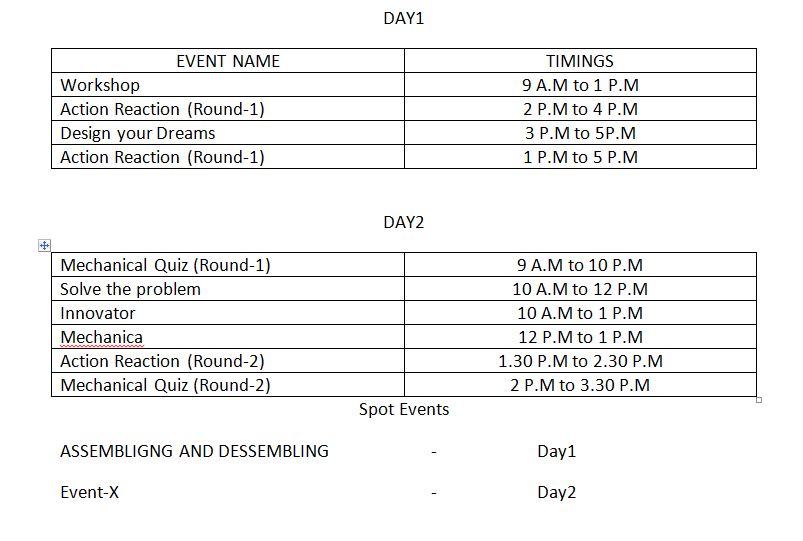 DAY1
EVENT NAME TIMINGS
Workshop 9 A.M to 1 P.M
Action Reaction (Round-1) 2 P.M to 4 P.M
Design your Dreams 3 P.M to 5P.M
Action Reaction (Round-1) 1 P.M to 5 P.M
DAY2
Mechanical Quiz (Round-1) 9 A.M to 10 P.M
Solve the problem 10 A.M to 12 P.M
Innovator 10 A.M to 1 P.M
Mechanica 12 P.M to 1 P.M
Action Reaction (Round-2) 1.30 P.M to 2.30 P.M
Mechanical Quiz (Round-2) 2 P.M to 3.30 P.M
Spot Events
ASSEMBLIGNG AND DESSEMBLING - Day1
Event-X - Day2